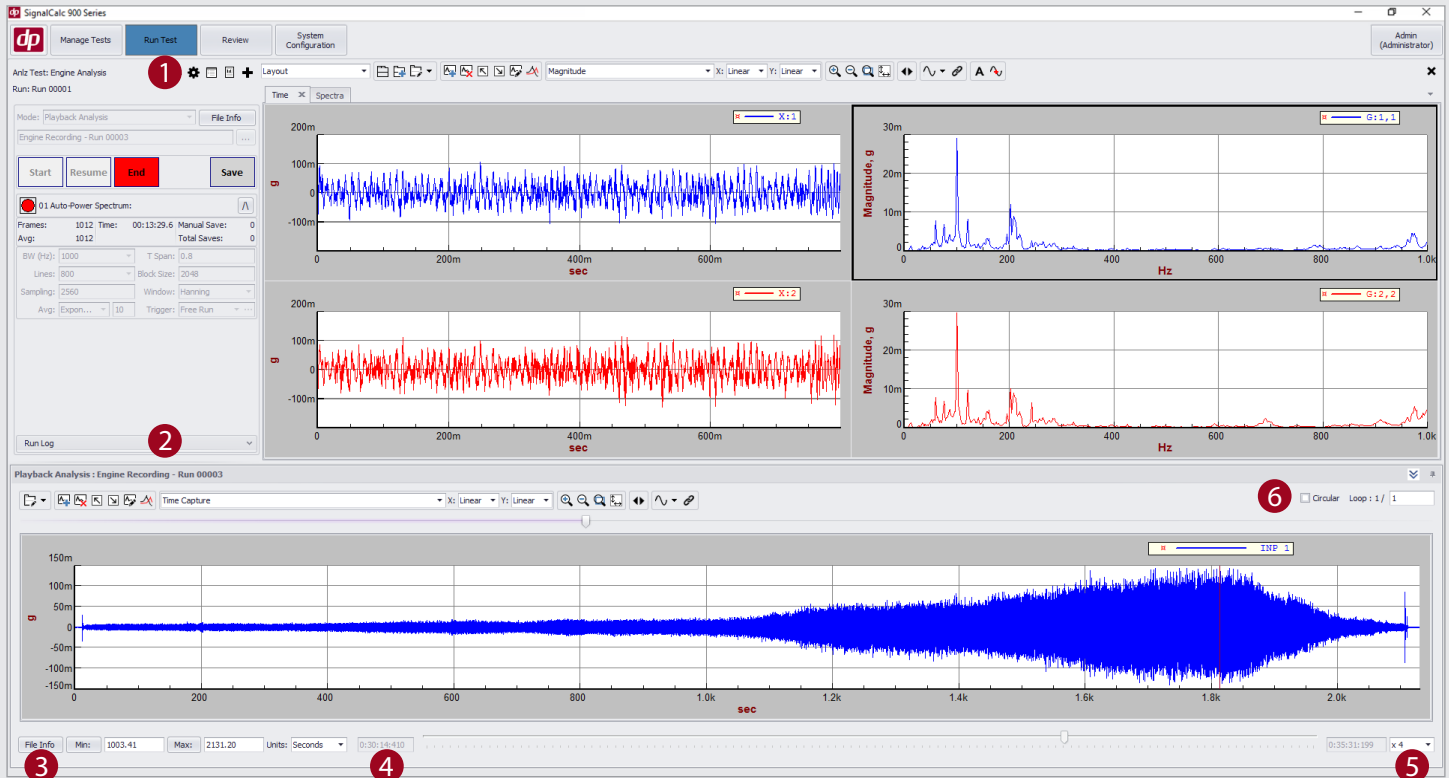 dp SignalCalc 900 Series
dp Manage Tests Run Test Review System Configuration Admin (Administrator)
Anlz Test: Engine Analysis
Run: Run 00001
1 Layout Magnitude X: Linear Y: Linear A
Time Spectra
Mode: Playback Analysis File Info
Engine Recording - Run 00003 ...
Start Resume End Save
01 Auto-Power Spectrum:
Frames: 1012 Time: 00:13:29.6 Manual Save: 0
Avg: 1012 Total Saves: 0
BW (Hz): 1000 T Span: 0.8
Lines: 800 Block Size: 2048
Sampling: 2560 Window: Hanning
Avg: Expon... 10 Trigger: Free Run ...
Run Log 2
X:1
200m
100m
0
-100m
g
0 200m 400m 600m
sec
G:1,1
30m
20m
10m
0
Magnitude, g
0 200 400 600 800 1.0k
Hz
X:2
200m
100m
0
-100m
g
0 200m 400m 600m
sec
G:2,2
30m
20m
10m
0
Magnitude, g
0 200 400 600 800 1.0k
Hz
Playback Analysis : Engine Recording - Run 00003
Time Capture X: Linear Y: Linear 6 Circular Loop : 1 / 1
INP 1
150m
100m
50m
0
-50m
-100m
-150m
g
0 200 400 600 800 1.0k 1.2k 1.4k 1.6k 1.8k 2.0k
sec
File Info Min: 1003.41 Max: 2131.20 Units: Seconds 0:30:14:410 0:35:31:199 x 4
3 4 5